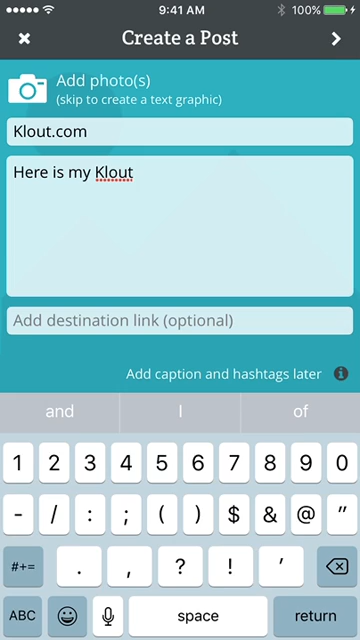 9:41 AM
100%
Create a Post
Add photo(s)
(skip to create a text graphic)
Klout.com
Here is my Klout
Add destination link (optional)
Add caption and hashtags later
and I of
1 2 3 4 5 6 7 8 9 0
- / : ; ( ) $ & @ "
#+= . , ? ! '
ABC space return